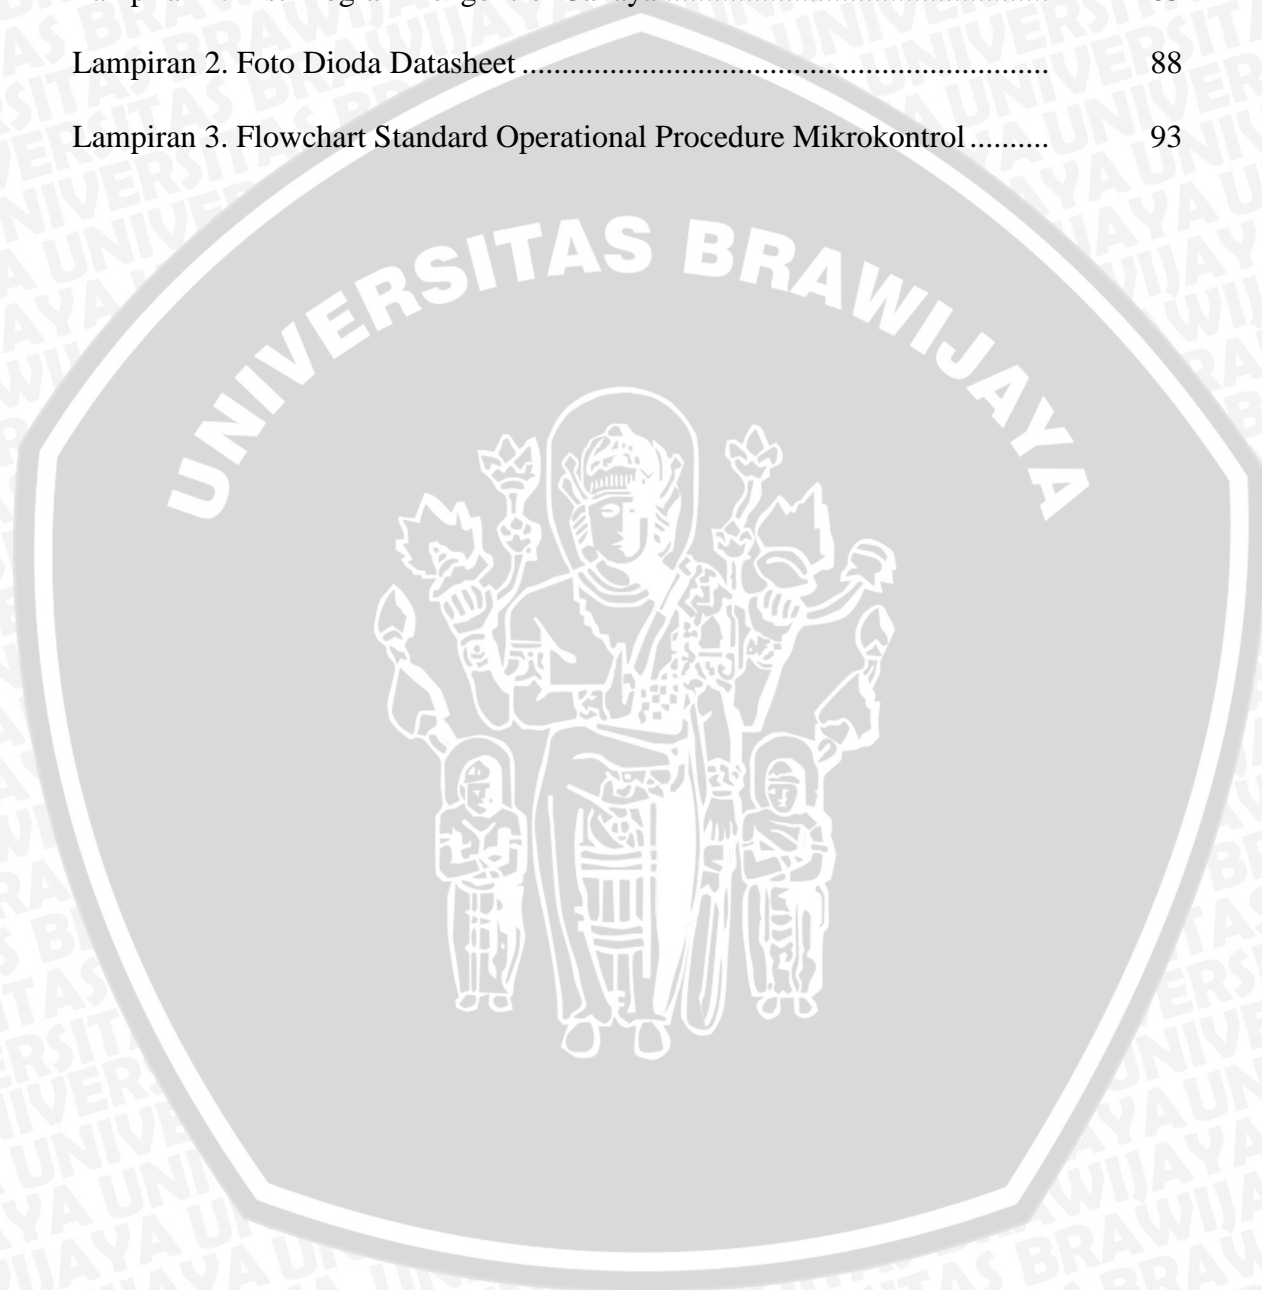 Lampiran 2. Foto Dioda Datasheet ................................................................. 88
Lampiran 3. Flowchart Standard Operational Procedure Mikrokontrol .......... 93
UNIVERSITAS BRAWIJAYA